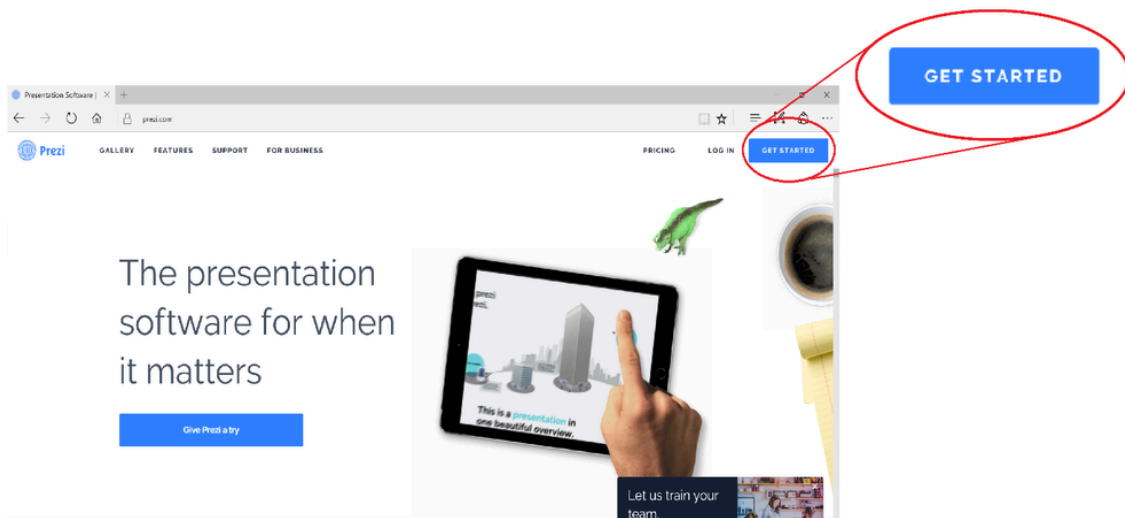 GET STARTED
Presentation Software |
prezi.com
Prezi
GALLERY FEATURES SUPPORT FOR BUSINESS
PRICING LOG IN GET STARTED
The presentation
software for when
it matters
Give Prezi a try
prezi
This is a presentation in
one beautiful overview.
Let us train your
team.